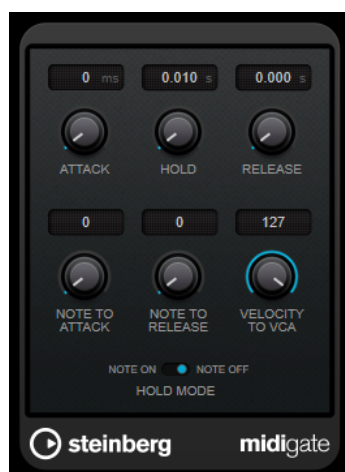 0 ms 0.010 s 0.000 s
ATTACK HOLD RELEASE
0 0 127
NOTE TO ATTACK NOTE TO RELEASE VELOCITY TO VCA
NOTE ON NOTE OFF
HOLD MODE
steinberg midigate